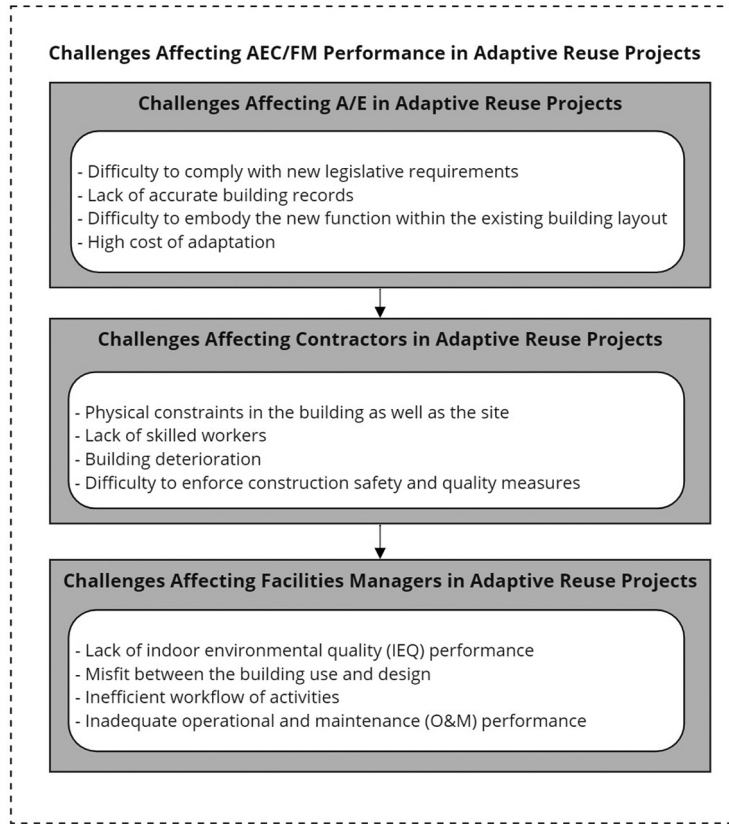 Challenges Affecting AEC/FM Performance in Adaptive Reuse Projects
Challenges Affecting A/E in Adaptive Reuse Projects
- Difficulty to comply with new legislative requirements
- Lack of accurate building records
- Difficulty to embody the new function within the existing building layout
- High cost of adaptation
Challenges Affecting Contractors in Adaptive Reuse Projects
- Physical constraints in the building as well as the site
- Lack of skilled workers
- Building deterioration
- Difficulty to enforce construction safety and quality measures
Challenges Affecting Facilities Managers in Adaptive Reuse Projects
- Lack of indoor environmental quality (IEQ) performance
- Misfit between the building use and design
- Inefficient workflow of activities
- Inadequate operational and maintenance (O&M) performance